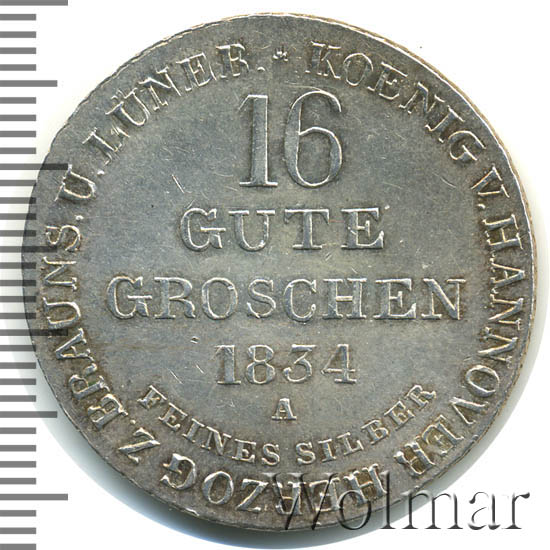 KOENIG V. HANNOVER HERZOG Z. BRAUNS. U. LÜNEB.
16
GUTE
GROSCHEN
1834
A
FEINES SILBER
Wolmar